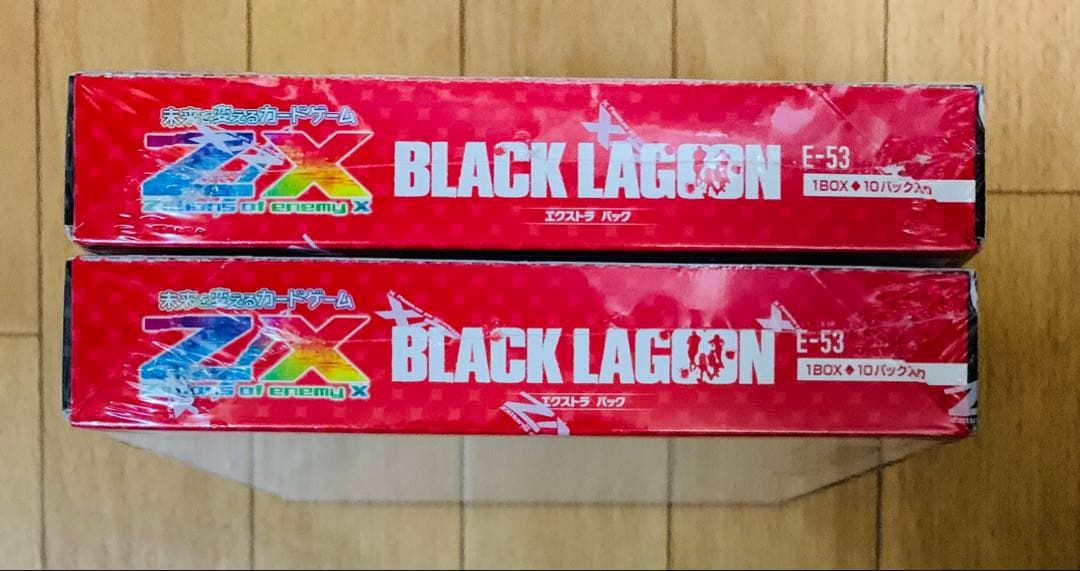 未来を変えるカードゲーム
Z/X
Zillions of enemy X
BLACK LAGOON
エクストラ パック
E-53
1BOX◆10パック入り
未来を変えるカードゲーム
Z/X
Zillions of enemy X
BLACK LAGOON
エクストラ パック
E-53
1BOX◆10パック入り